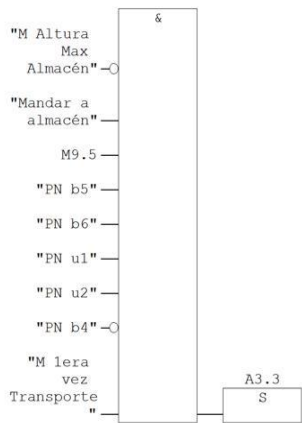 &
"M Altura
Max
Almacén"
"Mandar a
almacén"
M9.5
"PN b5"
"PN b6"
"PN u1"
"PN u2"
"PN b4"
"M 1era
vez
Transporte
"
A3.3
S